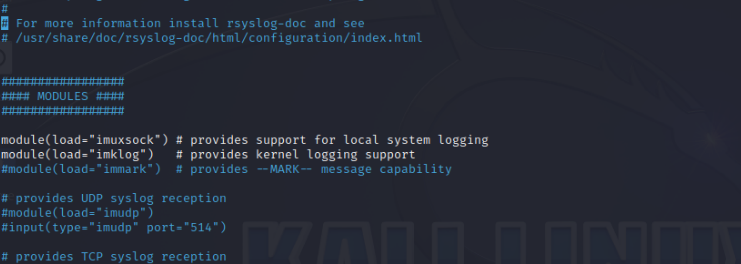 #
# For more information install rsyslog-doc and see
# /usr/share/doc/rsyslog-doc/html/configuration/index.html
#################
#### MODULES ####
#################
module(load="imuxsock") # provides support for local system logging
module(load="imklog")   # provides kernel logging support
#module(load="immark")  # provides --MARK-- message capability
# provides UDP syslog reception
#module(load="imudp")
#input(type="imudp" port="514")
# provides TCP syslog reception
KALI LINUX